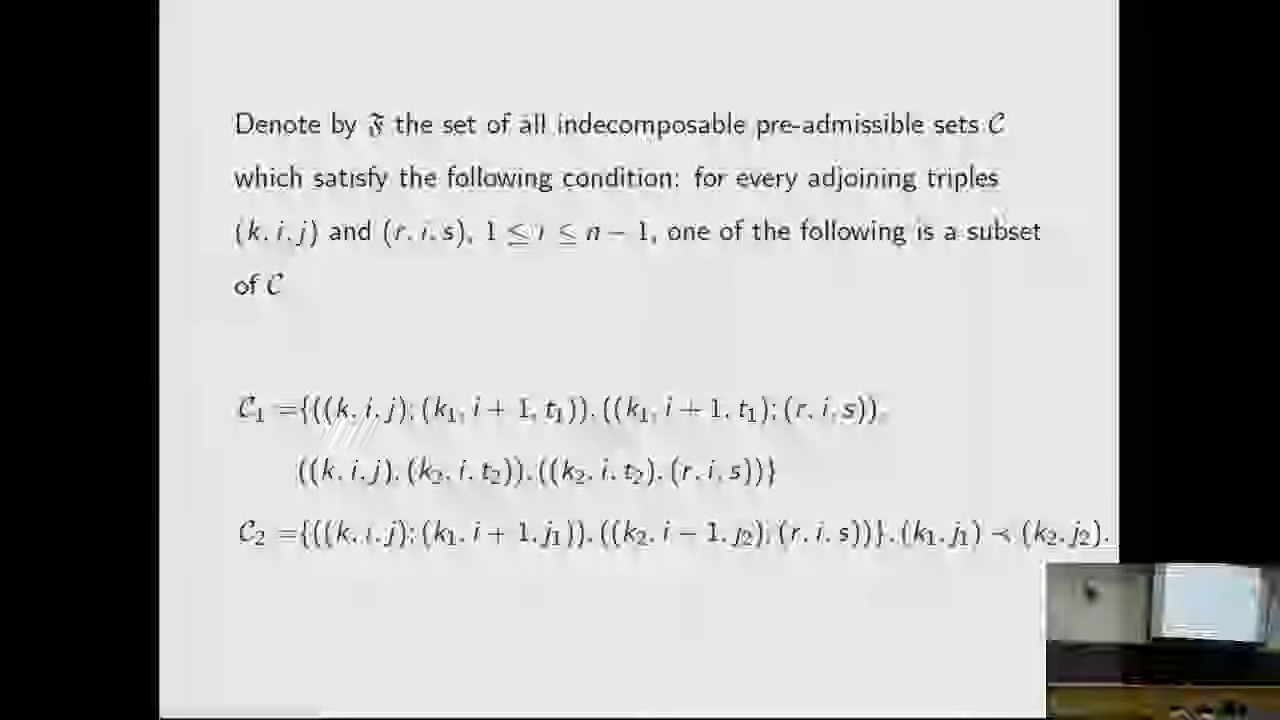 Denote by 𝔉 the set of all indecomposable pre-admissible sets 𝒞
which satisfy the following condition: for every adjoining triples
(k, i, j) and (r, i, s), 1 ≦ i ≦ n − 1, one of the following is a subset
of 𝒞
𝒞₁ ={((k, i, j); (k₁, i + 1, t₁)), ((k₁, i + 1, t₁); (r, i, s)),
((k, i, j), (k₂, i, t₂)), ((k₂, i, t₂), (r, i, s))}
𝒞₂ ={((k, i, j); (k₁, i + 1, j₁)), ((k₂, i − 1, j₂); (r, i, s))}, (k₁, j₁) ≺ (k₂, j₂).